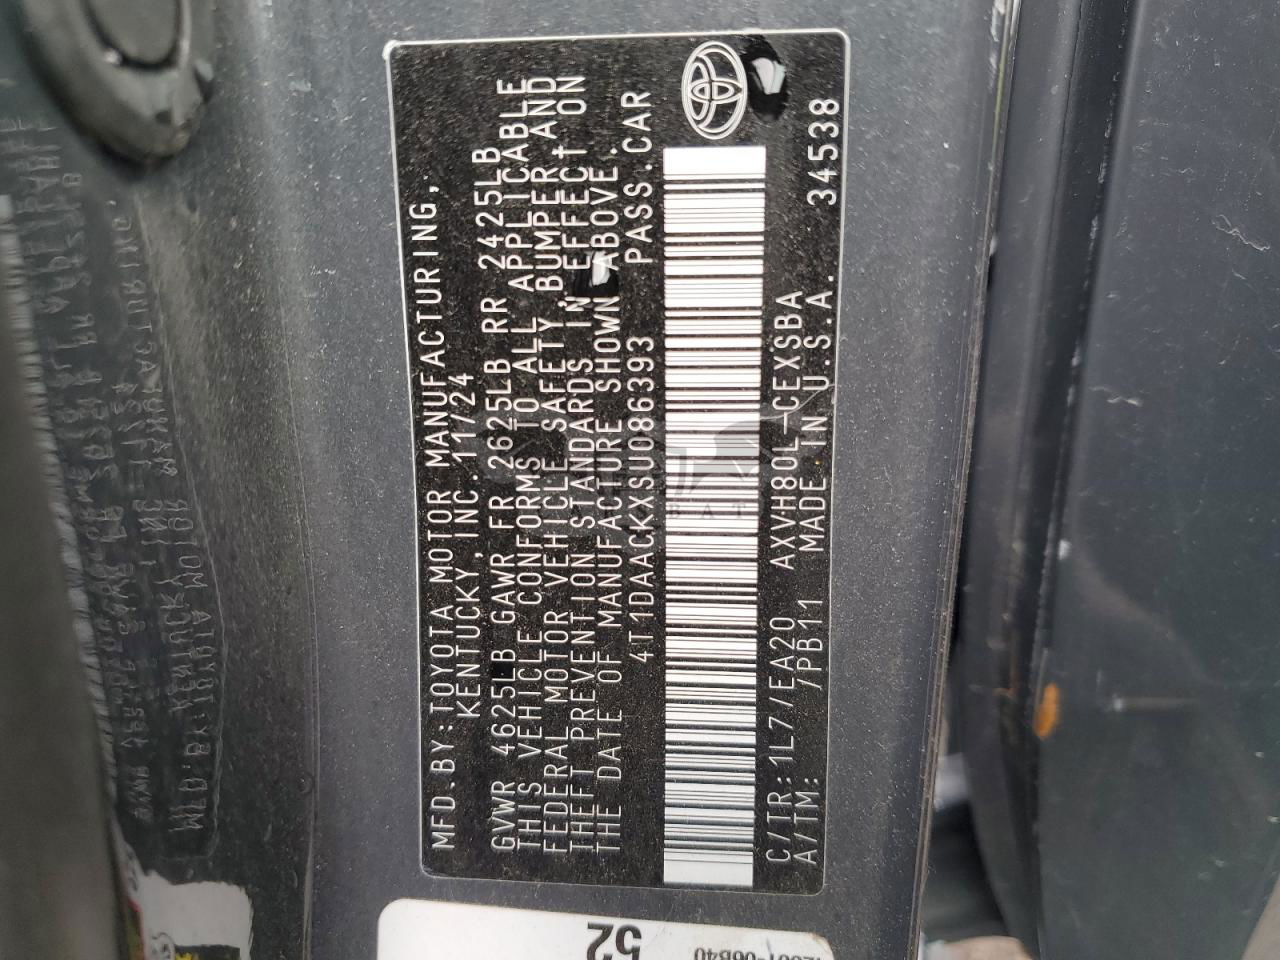 MFD.BY:TOYOTA MOTOR MANUFACTURING,
KENTUCKY,INC.11/24
GVWR 4625LB GAWR FR 2625LB RR 2425LB
THIS VEHICLE CONFORMS TO ALL APPLICABLE
FEDERAL MOTOR VEHICLE SAFETY,BUMPER,AND
THEFT PREVENTION STANDARDS IN EFFECT ON
THE DATE OF MANUFACTURE SHOWN ABOVE.
4T1DAACKXSU086393 PASS.CAR
C/TR:1L7/EA20 AXVH80L-CEXSBA
A/TM: /PB11 MADE IN U.S.A. 34538
52